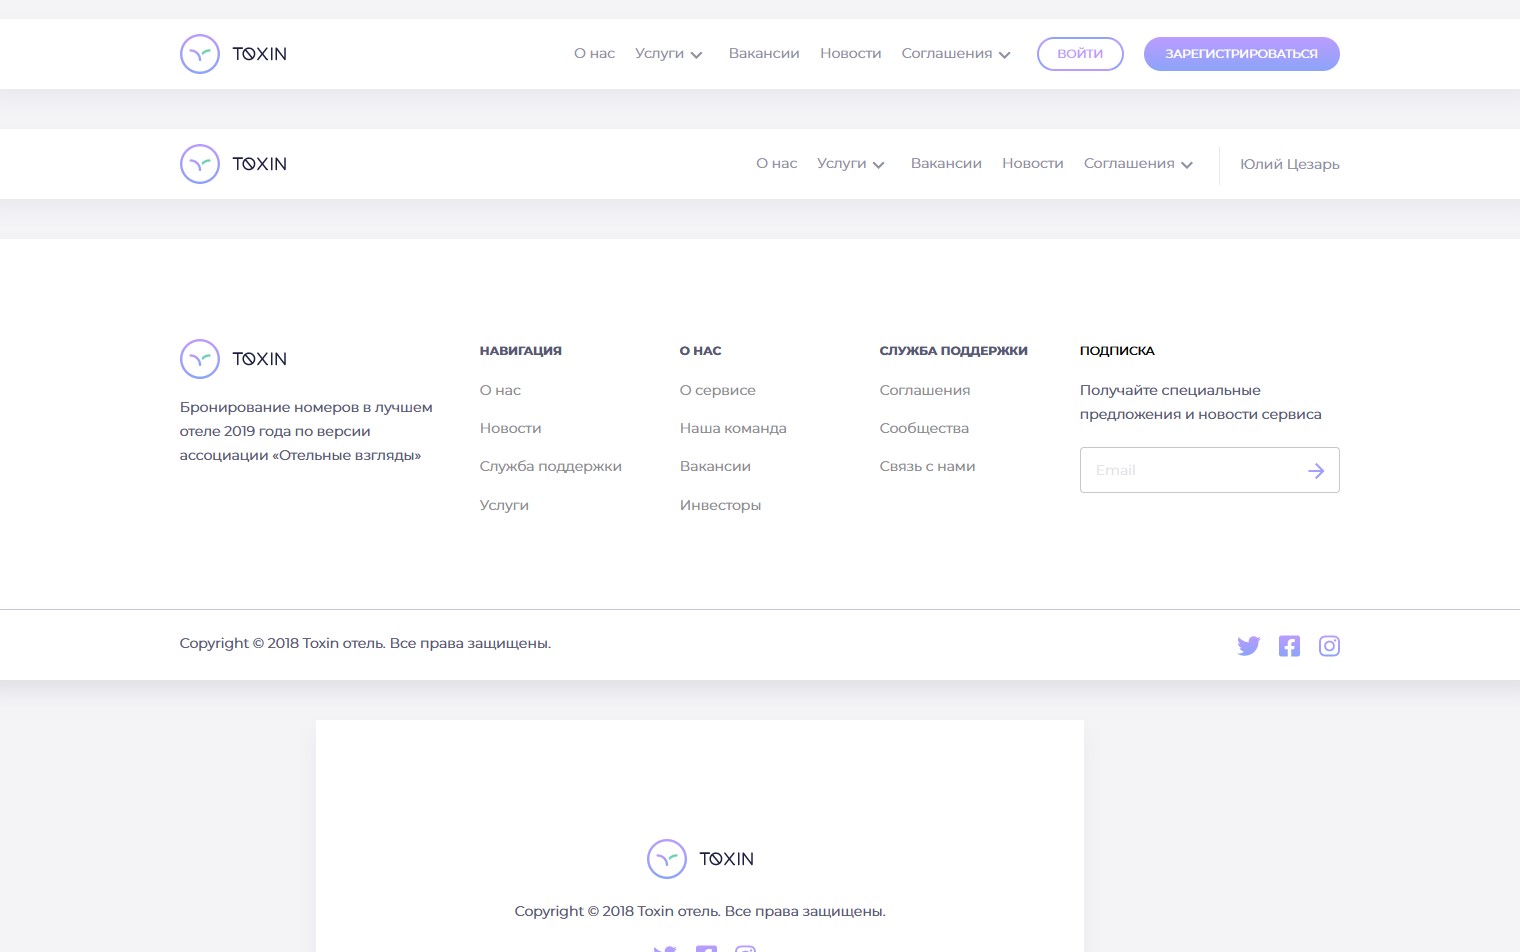 TOXIN О нас Услуги Вакансии Новости Соглашения ВОЙТИ ЗАРЕГИСТРИРОВАТЬСЯ
TOXIN О нас Услуги Вакансии Новости Соглашения Юлий Цезарь
TOXIN
Бронирование номеров в лучшем
отеле 2019 года по версии
ассоциации «Отельные взгляды»
НАВИГАЦИЯ
О нас
Новости
Служба поддержки
Услуги
О НАС
О сервисе
Наша команда
Вакансии
Инвесторы
СЛУЖБА ПОДДЕРЖКИ
Соглашения
Сообщества
Связь с нами
ПОДПИСКА
Получайте специальные
предложения и новости сервиса
Email
Copyright © 2018 Toxin отель. Все права защищены.
TOXIN
Copyright © 2018 Toxin отель. Все права защищены.